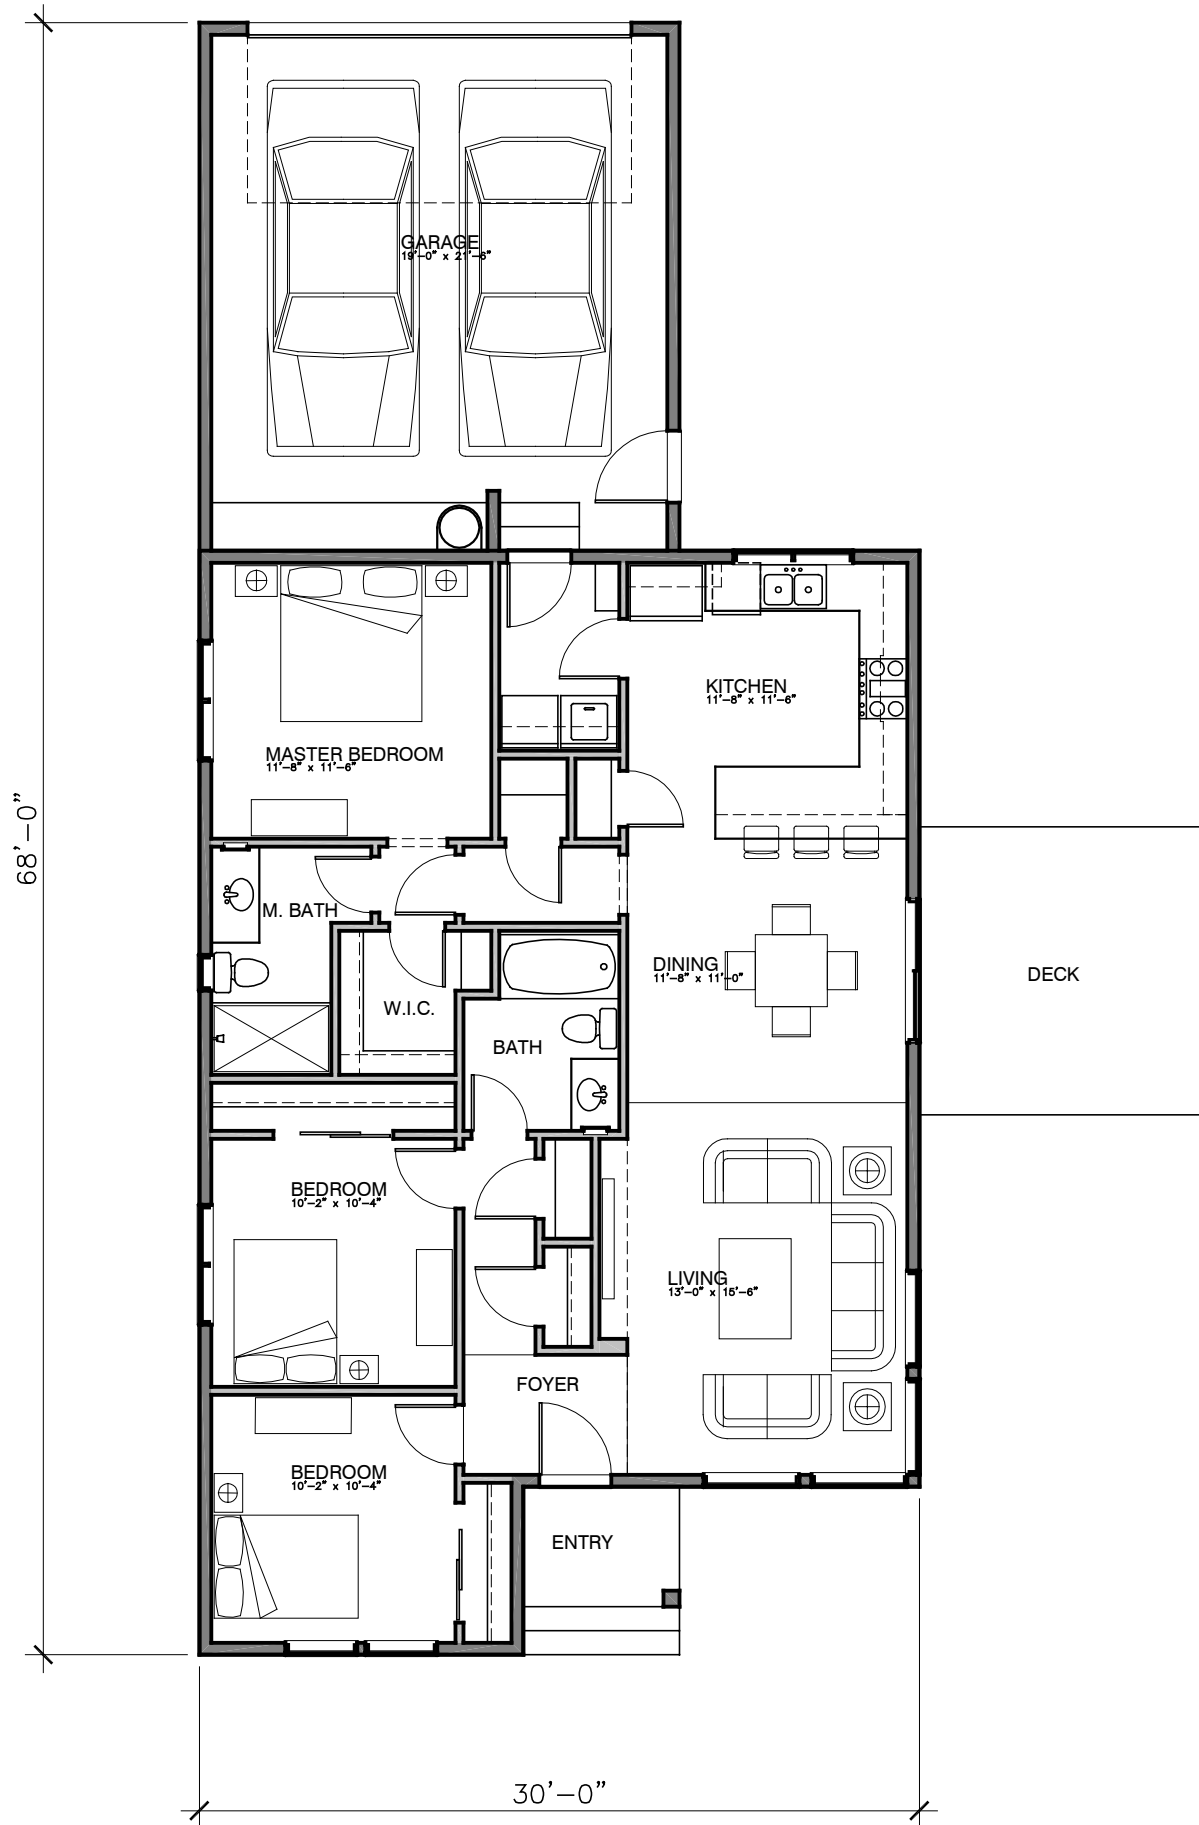 GARAGE
19'-0" x 21'-6"
KITCHEN
11'-8" x 11'-6"
MASTER BEDROOM
11'-8" x 11'-6"
68'-0"
M. BATH
DINING
11'-8" x 11'-0"
DECK
W.I.C.
BATH
BEDROOM
10'-2" x 10'-4"
LIVING
13'-0" x 15'-6"
FOYER
BEDROOM
10'-2" x 10'-4"
ENTRY
30'-0"